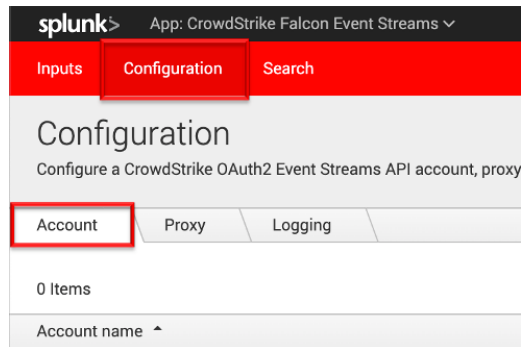 splunk> App: CrowdStrike Falcon Event Streams
Inputs Configuration Search
Configuration
Configure a CrowdStrike OAuth2 Event Streams API account, proxy
Account Proxy Logging
0 Items
Account name